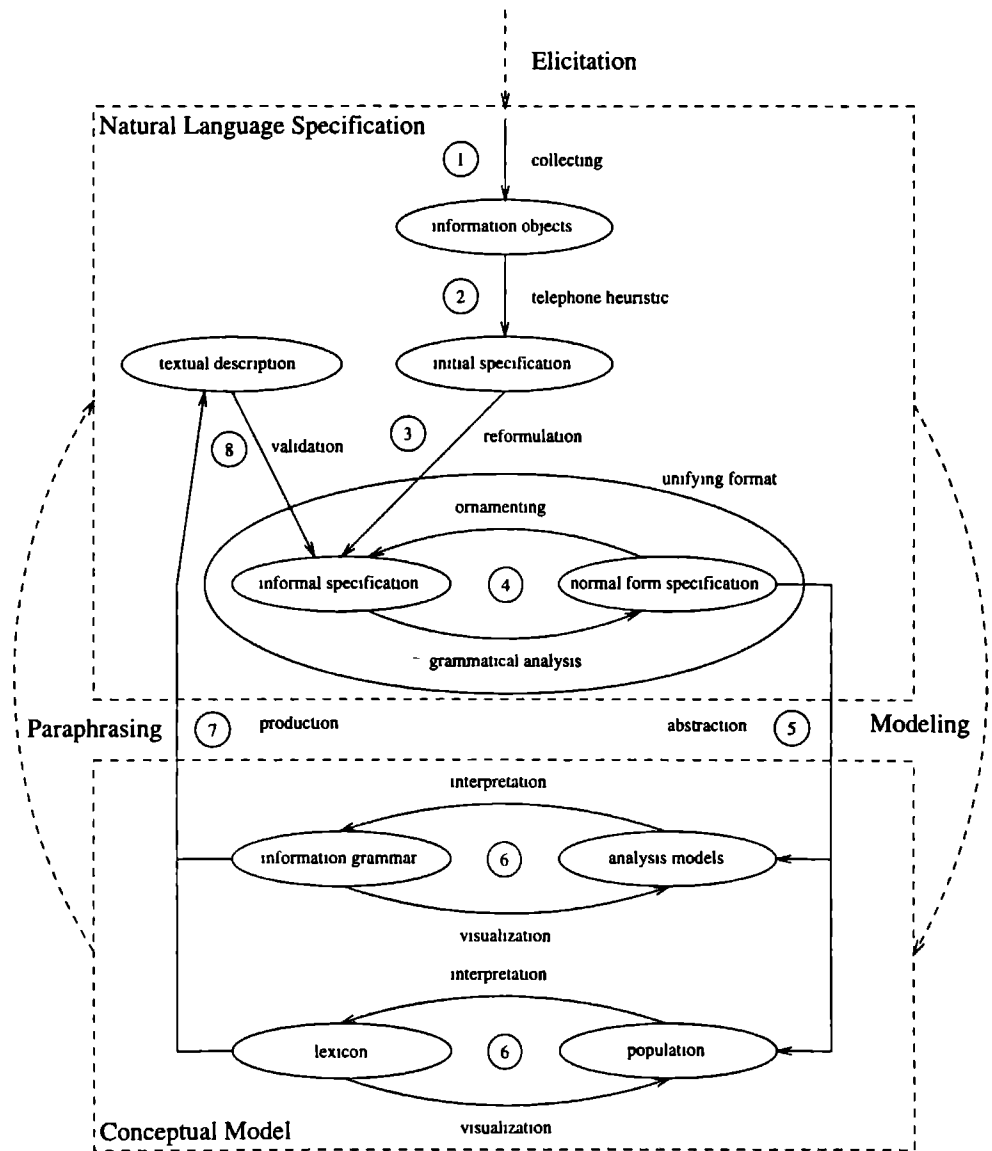 Elicitation
Natural Language Specification
1 collecting
information objects
2 telephone heuristic
textual description
initial specification
3 reformulation
8 validation
unifying format
ornamenting
informal specification
4
normal form specification
grammatical analysis
Paraphrasing
7 production
abstraction 5
Modeling
interpretation
information grammar
6
analysis models
visualization
interpretation
lexicon
6
population
visualization
Conceptual Model